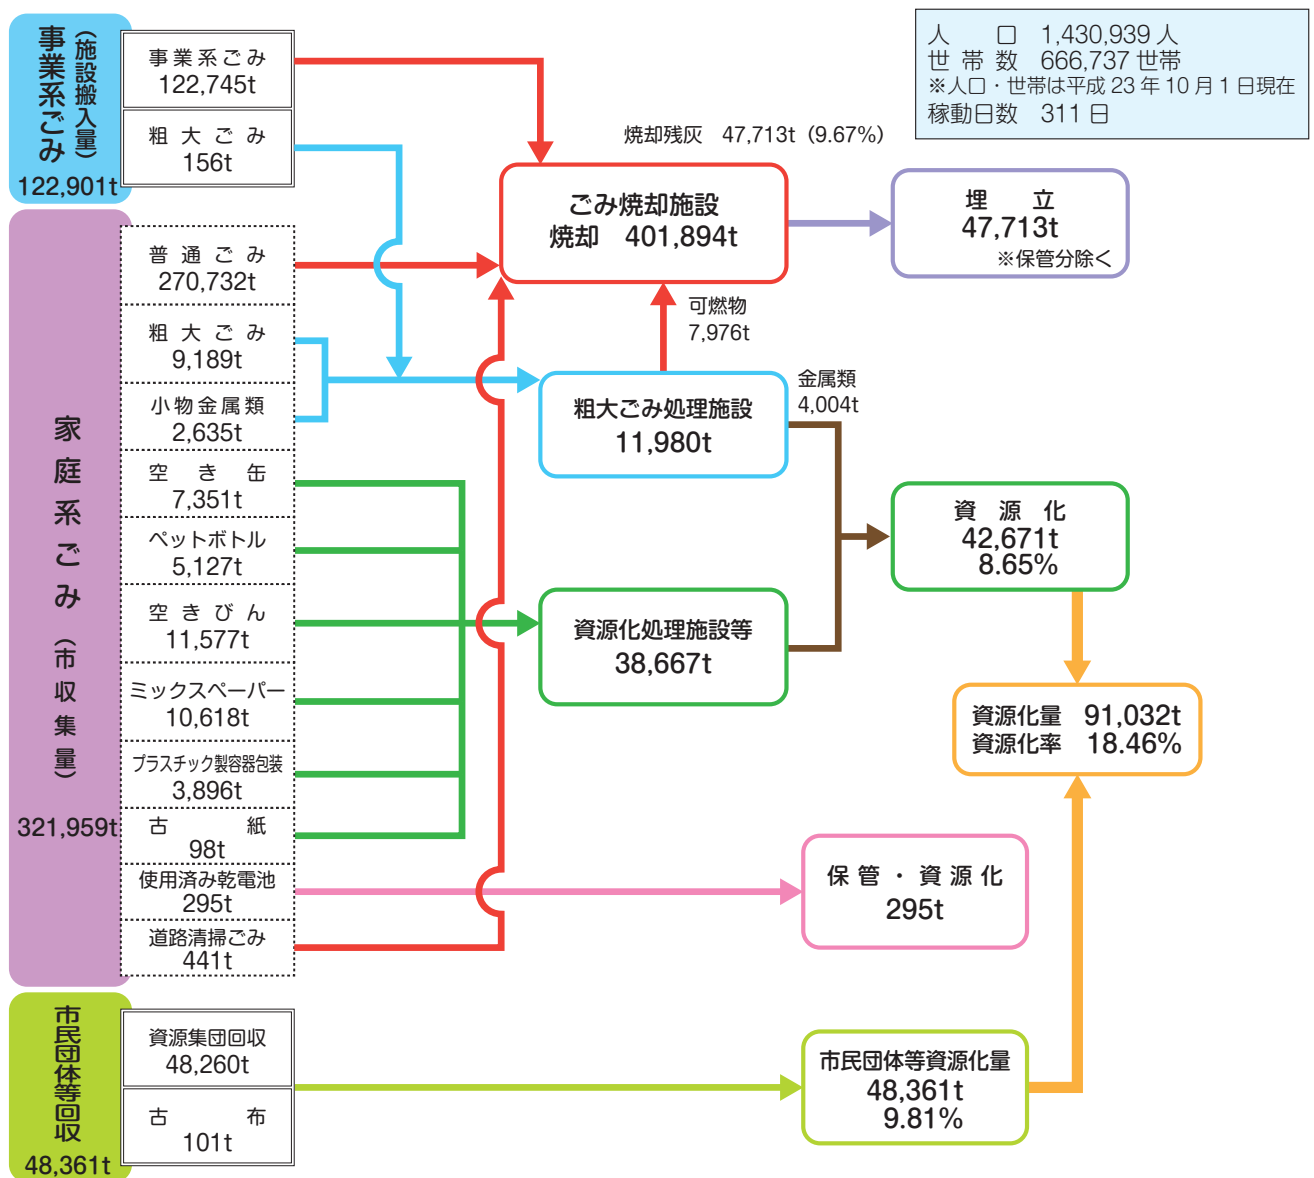 事業系ごみ
（施設搬入量）
122,901t
事業系ごみ
122,745t
粗大ごみ
156t
人　口　1,430,939 人
世帯数　666,737 世帯
※人口・世帯は平成 23 年 10 月 1 日現在
稼動日数　311 日
焼却残灰　47,713t（9.67%）
ごみ焼却施設
焼却　401,894t
埋　立
47,713t
※保管分除く
家庭系ごみ（市収集量）
321,959t
普通ごみ
270,732t
粗大ごみ
9,189t
小物金属類
2,635t
空き缶
7,351t
ペットボトル
5,127t
空きびん
11,577t
ミックスペーパー
10,618t
プラスチック製容器包装
3,896t
古　紙
98t
使用済み乾電池
295t
道路清掃ごみ
441t
可燃物
7,976t
粗大ごみ処理施設
11,980t
金属類
4,004t
資源化処理施設等
38,667t
資　源　化
42,671t
8.65%
資源化量　91,032t
資源化率　18.46%
保管・資源化
295t
市民団体等回収
48,361t
資源集団回収
48,260t
古　布
101t
市民団体等資源化量
48,361t
9.81%